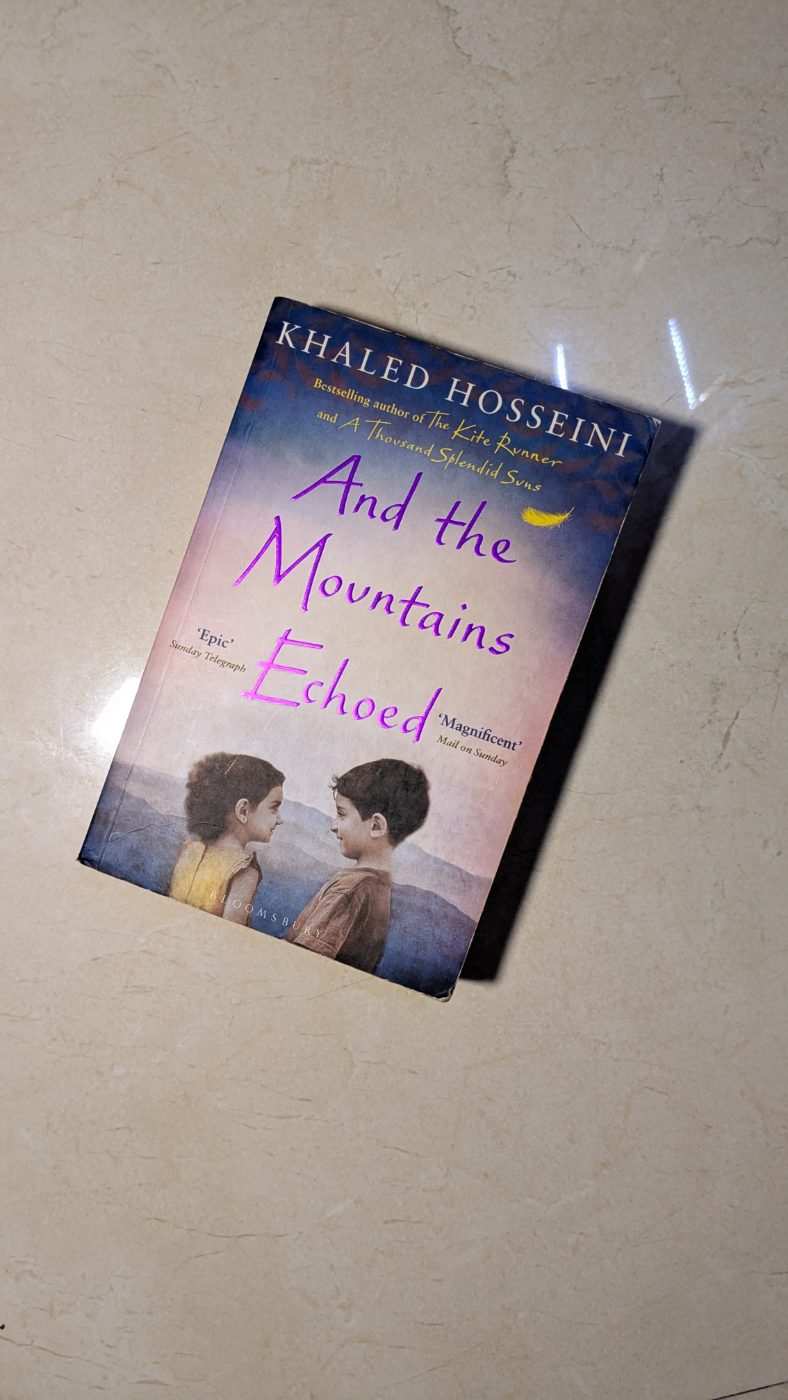 KHALED HOSSEINI
Bestselling author of The Kite Runner
and A Thousand Splendid Suns
And the
Mountains
Echoed
'Epic'
Sunday Telegraph
'Magnificent'
Mail on Sunday
BLOOMSBURY